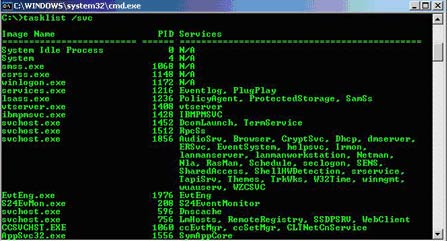 C:\WINDOWS\system32\cmd.exe
C:\>tasklist /svc
Image Name PID Services
System Idle Process 0 N/A
System 4 N/A
smss.exe 1068 N/A
csrss.exe 1148 N/A
winlogon.exe 1172 N/A
services.exe 1216 Eventlog, PlugPlay
lsass.exe 1236 PolicyAgent, ProtectedStorage, SamSs
vtserver.exe 1408 vtserver
ibmpmsvc.exe 1428 IBMPMSVC
svchost.exe 1452 DcomLaunch, TermService
svchost.exe 1512 RpcSs
svchost.exe 1856 AudioSrv, Browser, CryptSvc, Dhcp, dmserver,
ERSvc, EventSystem, helpsvc, Irmon,
lanmanserver, lanmanworkstation, Netman,
Nla, RasMan, Schedule, seclogon, SENS,
SharedAccess, ShellHWDetection, srservice,
TapiSrv, Themes, TrkWks, W32Time, winmgmt,
wuauserv, WZCSVC
EvtEng.exe 1976 EvtEng
S24EvMon.exe 208 S24EventMonitor
svchost.exe 596 Dnscache
svchost.exe 756 LmHosts, RemoteRegistry, SSDPSRV, WebClient
CCSVCHST.EXE 1060 ccEvtMgr, ccSetMgr, CLTNetCnService
AppSvc32.exe 1556 SymAppCore